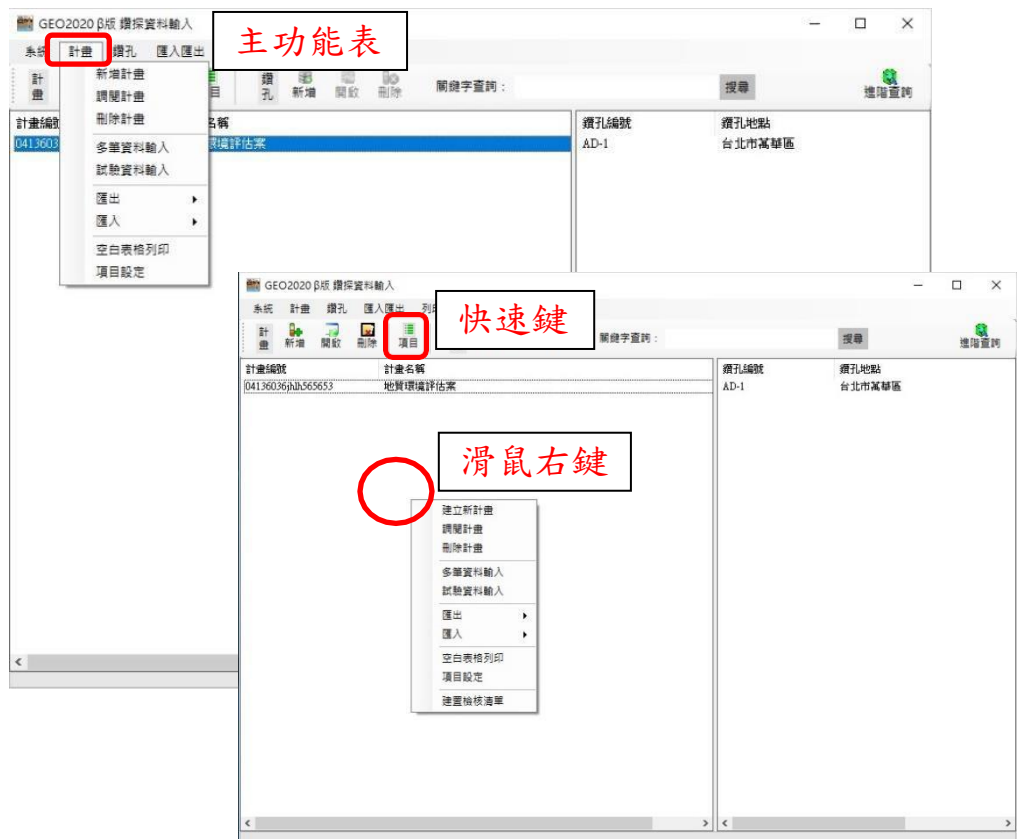 GEO2020 β版 鑽探資料輸入
系統 計畫 鑽孔 匯入匯出
主功能表
計畫 目 鑽孔 新增 開啟 刪除 關鍵字查詢： 搜尋 進階查詢
新增計畫
調閱計畫
刪除計畫
多筆資料輸入
試驗資料輸入
匯出
匯入
空白表格列印
項目設定
計畫編號 名稱 鑽孔編號 鑽孔地點
0413603 環境評估案 AD-1 台北市萬華區
GEO2020 β版 鑽探資料輸入
系統 計畫 鑽孔 匯入匯出 列印
快速鍵
計畫 新增 開啟 刪除 項目 關鍵字查詢： 搜尋 進階查詢
計畫編號 計畫名稱 鑽孔編號 鑽孔地點
04136036jhlh565653 地質環境評估案 AD-1 台北市萬華區
滑鼠右鍵
建立新計畫
調閱計畫
刪除計畫
多筆資料輸入
試驗資料輸入
匯出
匯入
空白表格列印
項目設定
建置檢核清單